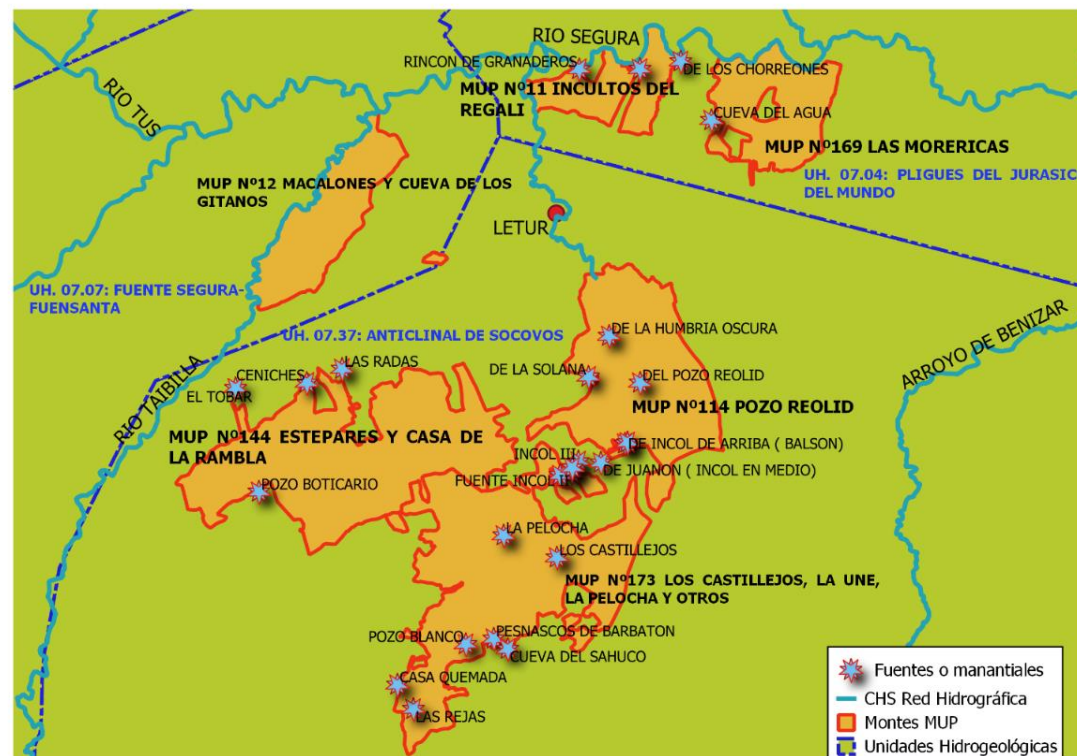 RIO SEGURA
RINCON DE GRANADEROS
DE LOS CHORREONES
RIO TUS
MUP Nº11 INCULTOS DEL
REGALI
CUEVA DEL AGUA
MUP Nº169 LAS MORERICAS
UH. 07.04: PLIGUES DEL JURASIC
DEL MUNDO
MUP Nº12 MACALONES Y CUEVA DE LOS
GITANOS
LETUR
UH. 07.07: FUENTE SEGURA-
FUENSANTA
UH. 07.37: ANTICLINAL DE SOCOVOS
ARROYO DE BENIZAR
RIO TAIBILLA
DE LA HUMBRIA OSCURA
LAS RADAS
CENICHES
EL TOBAR
DE LA SOLANA
DEL POZO REOLID
MUP Nº114 POZO REOLID
MUP Nº144 ESTEPARES Y CASA DE
LA RAMBLA
DE INCOL DE ARRIBA ( BALSON)
INCOL III
DE JUANON ( INCOL EN MEDIO)
FUENTE INCOL II
POZO BOTICARIO
LA PELOCHA
LOS CASTILLEJOS
MUP Nº173 LOS CASTILLEJOS, LA UNE,
LA PELOCHA Y OTROS
POZO BLANCO
PESNASCOS DE BARBATON
CUEVA DEL SAHUCO
CASA QUEMADA
LAS REJAS
Fuentes o manantiales
CHS Red Hidrográfica
Montes MUP
Unidades Hidrogeológicas